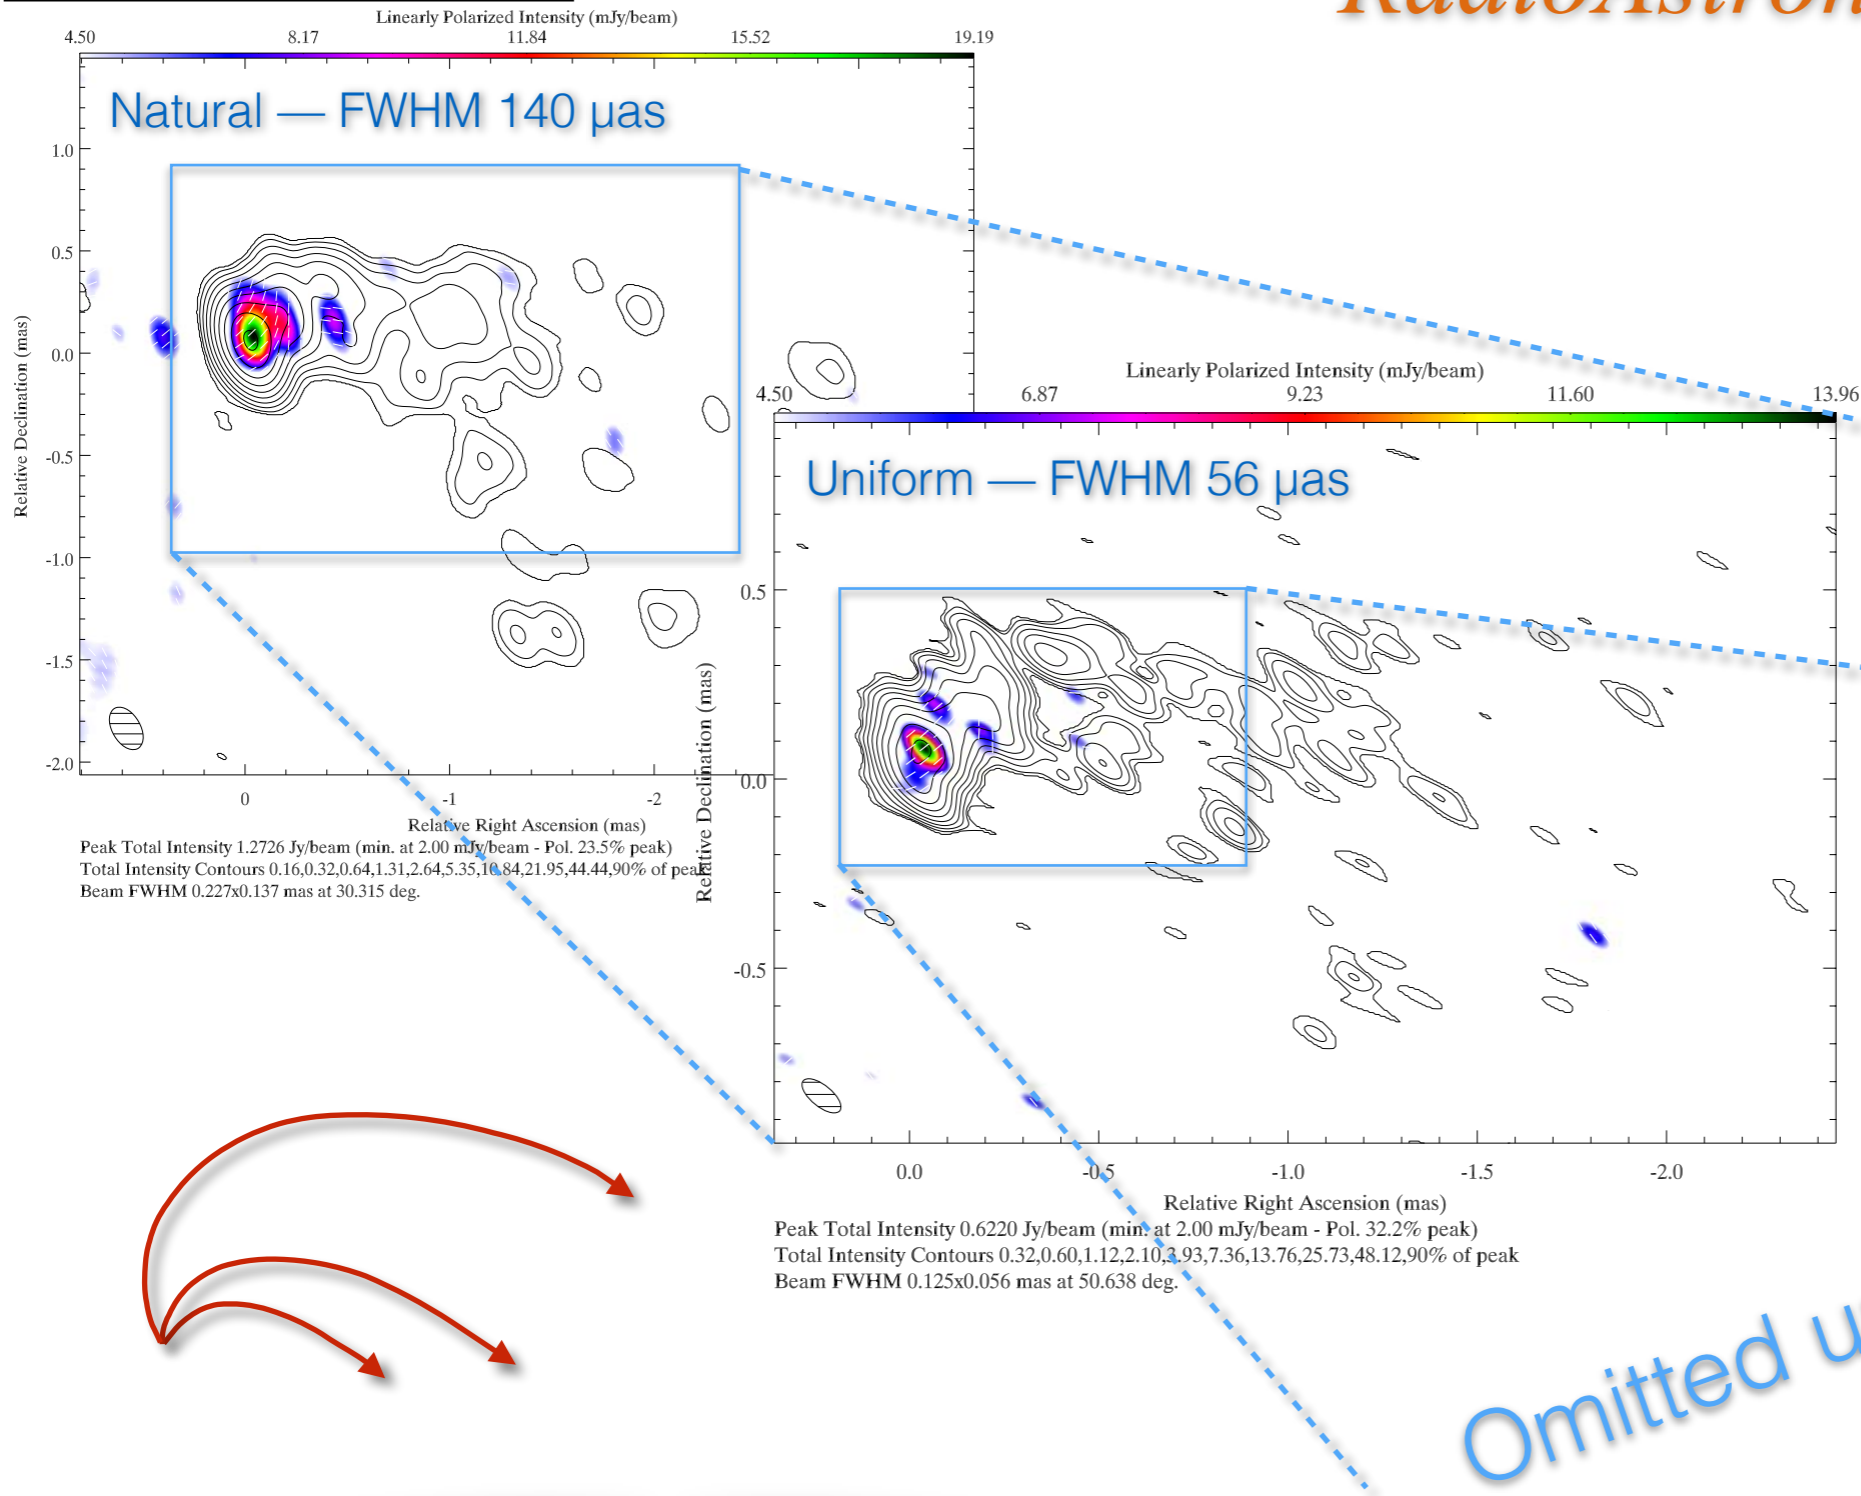 RadioAstron
Linearly Polarized Intensity (mJy/beam)
4.50 8.17 11.84 15.52 19.19
Natural — FWHM 140 µas
1.0
0.5
0.0
-0.5
-1.0
-1.5
-2.0
Relative Declination (mas)
0 -1 -2
Relative Right Ascension (mas)
Peak Total Intensity 1.2726 Jy/beam (min. at 2.00 mJy/beam - Pol. 23.5% peak)
Total Intensity Contours 0.16,0.32,0.64,1.31,2.64,5.35,10.84,21.95,44.44,90% of peak
Beam FWHM 0.227x0.137 mas at 30.315 deg.
Linearly Polarized Intensity (mJy/beam)
4.50 6.87 9.23 11.60 13.96
Uniform — FWHM 56 µas
0.5
0.0
-0.5
Relative Declination (mas)
0.0 -0.5 -1.0 -1.5 -2.0
Relative Right Ascension (mas)
Peak Total Intensity 0.6220 Jy/beam (min. at 2.00 mJy/beam - Pol. 32.2% peak)
Total Intensity Contours 0.32,0.60,1.12,2.10,3.93,7.36,13.76,25.73,48.12,90% of peak
Beam FWHM 0.125x0.056 mas at 50.638 deg.
Omitted u